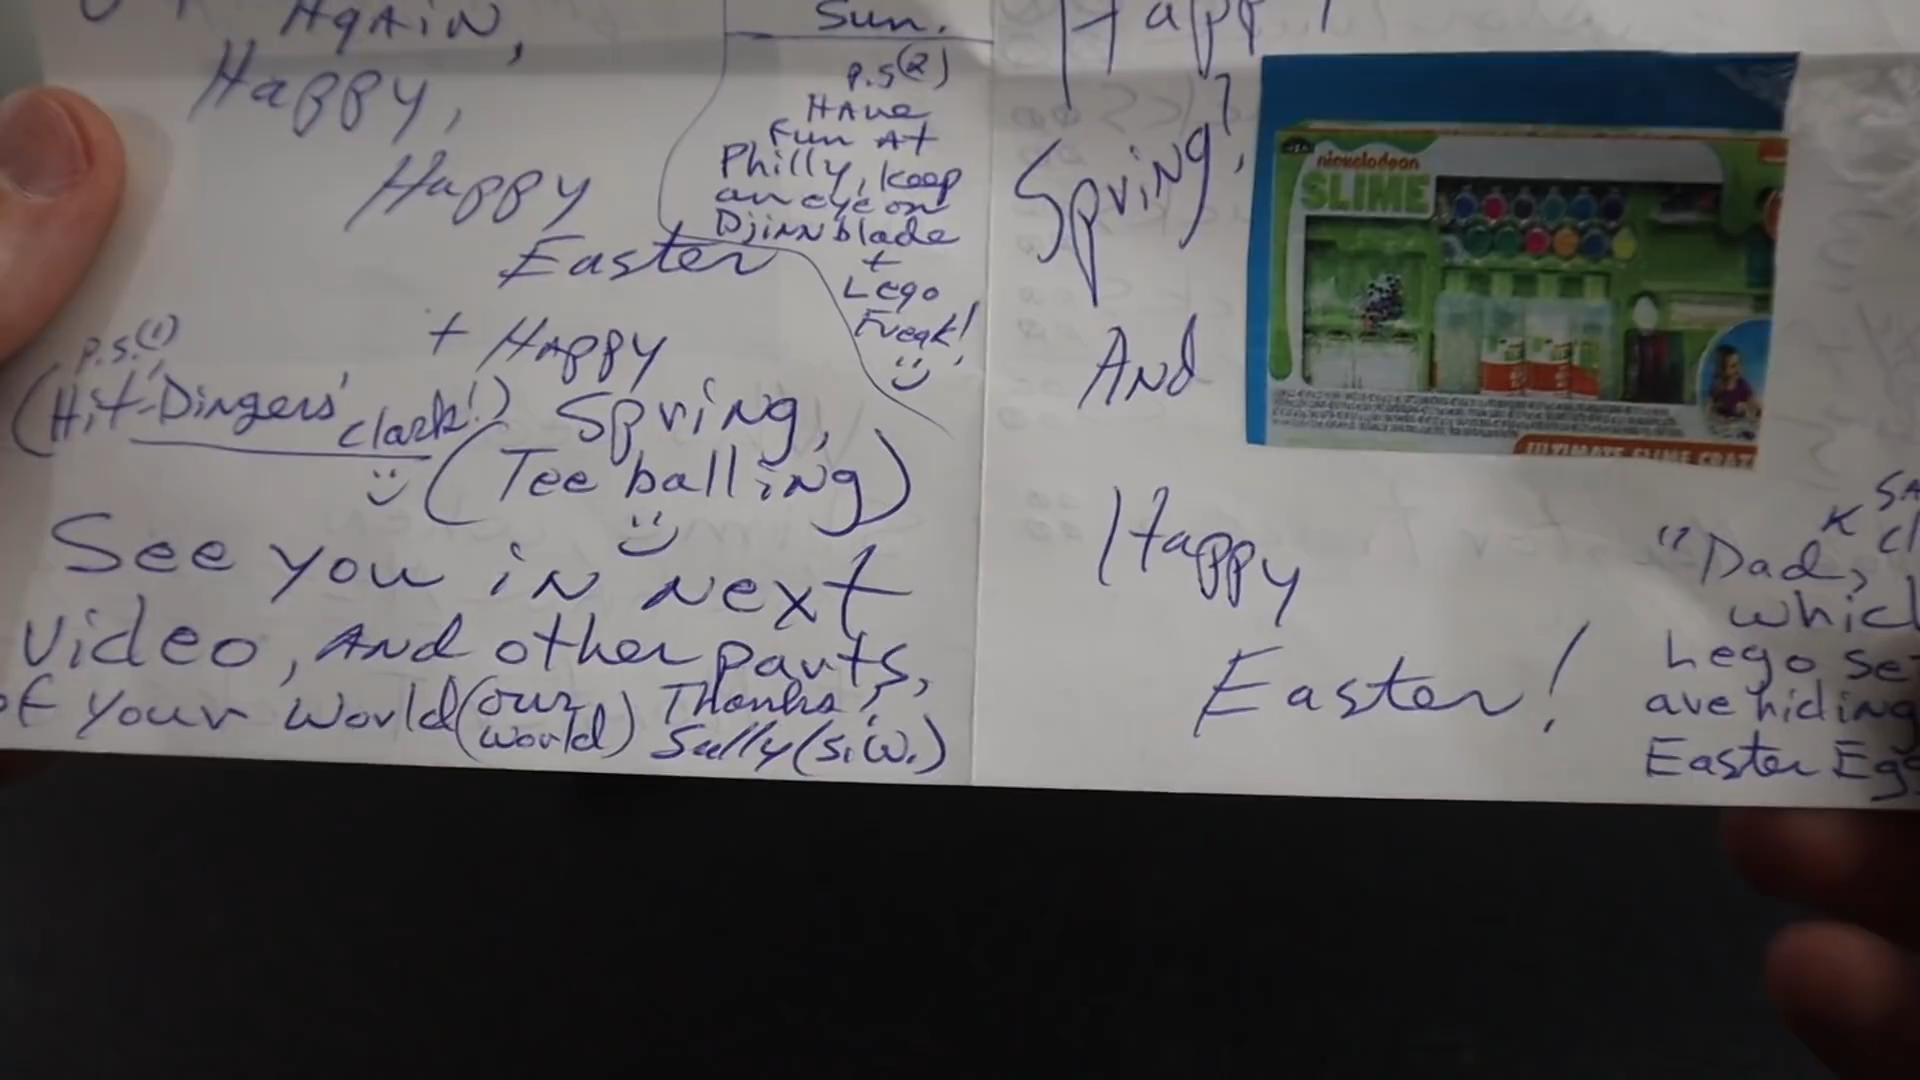 Again,
Happy,
Happy
Easter
+ Happy
Spring,
(Tee balling)
p.s.(1)
(Hit-'Dingers' Clark!)
See you in next
video, And other parts,
of your world (our world) Thanks,
Sully (S.W.)
Sun.
p.s(2)
Have
Fun At
Philly, keep
an eye on
Djinnblade
+
Lego
Freak!
Happy
Spring,
And
Happy
Easter!
nickelodeon
SLIME
ULTIMATE SLIME
"Dad,
which
Lego
are hiding
Easter